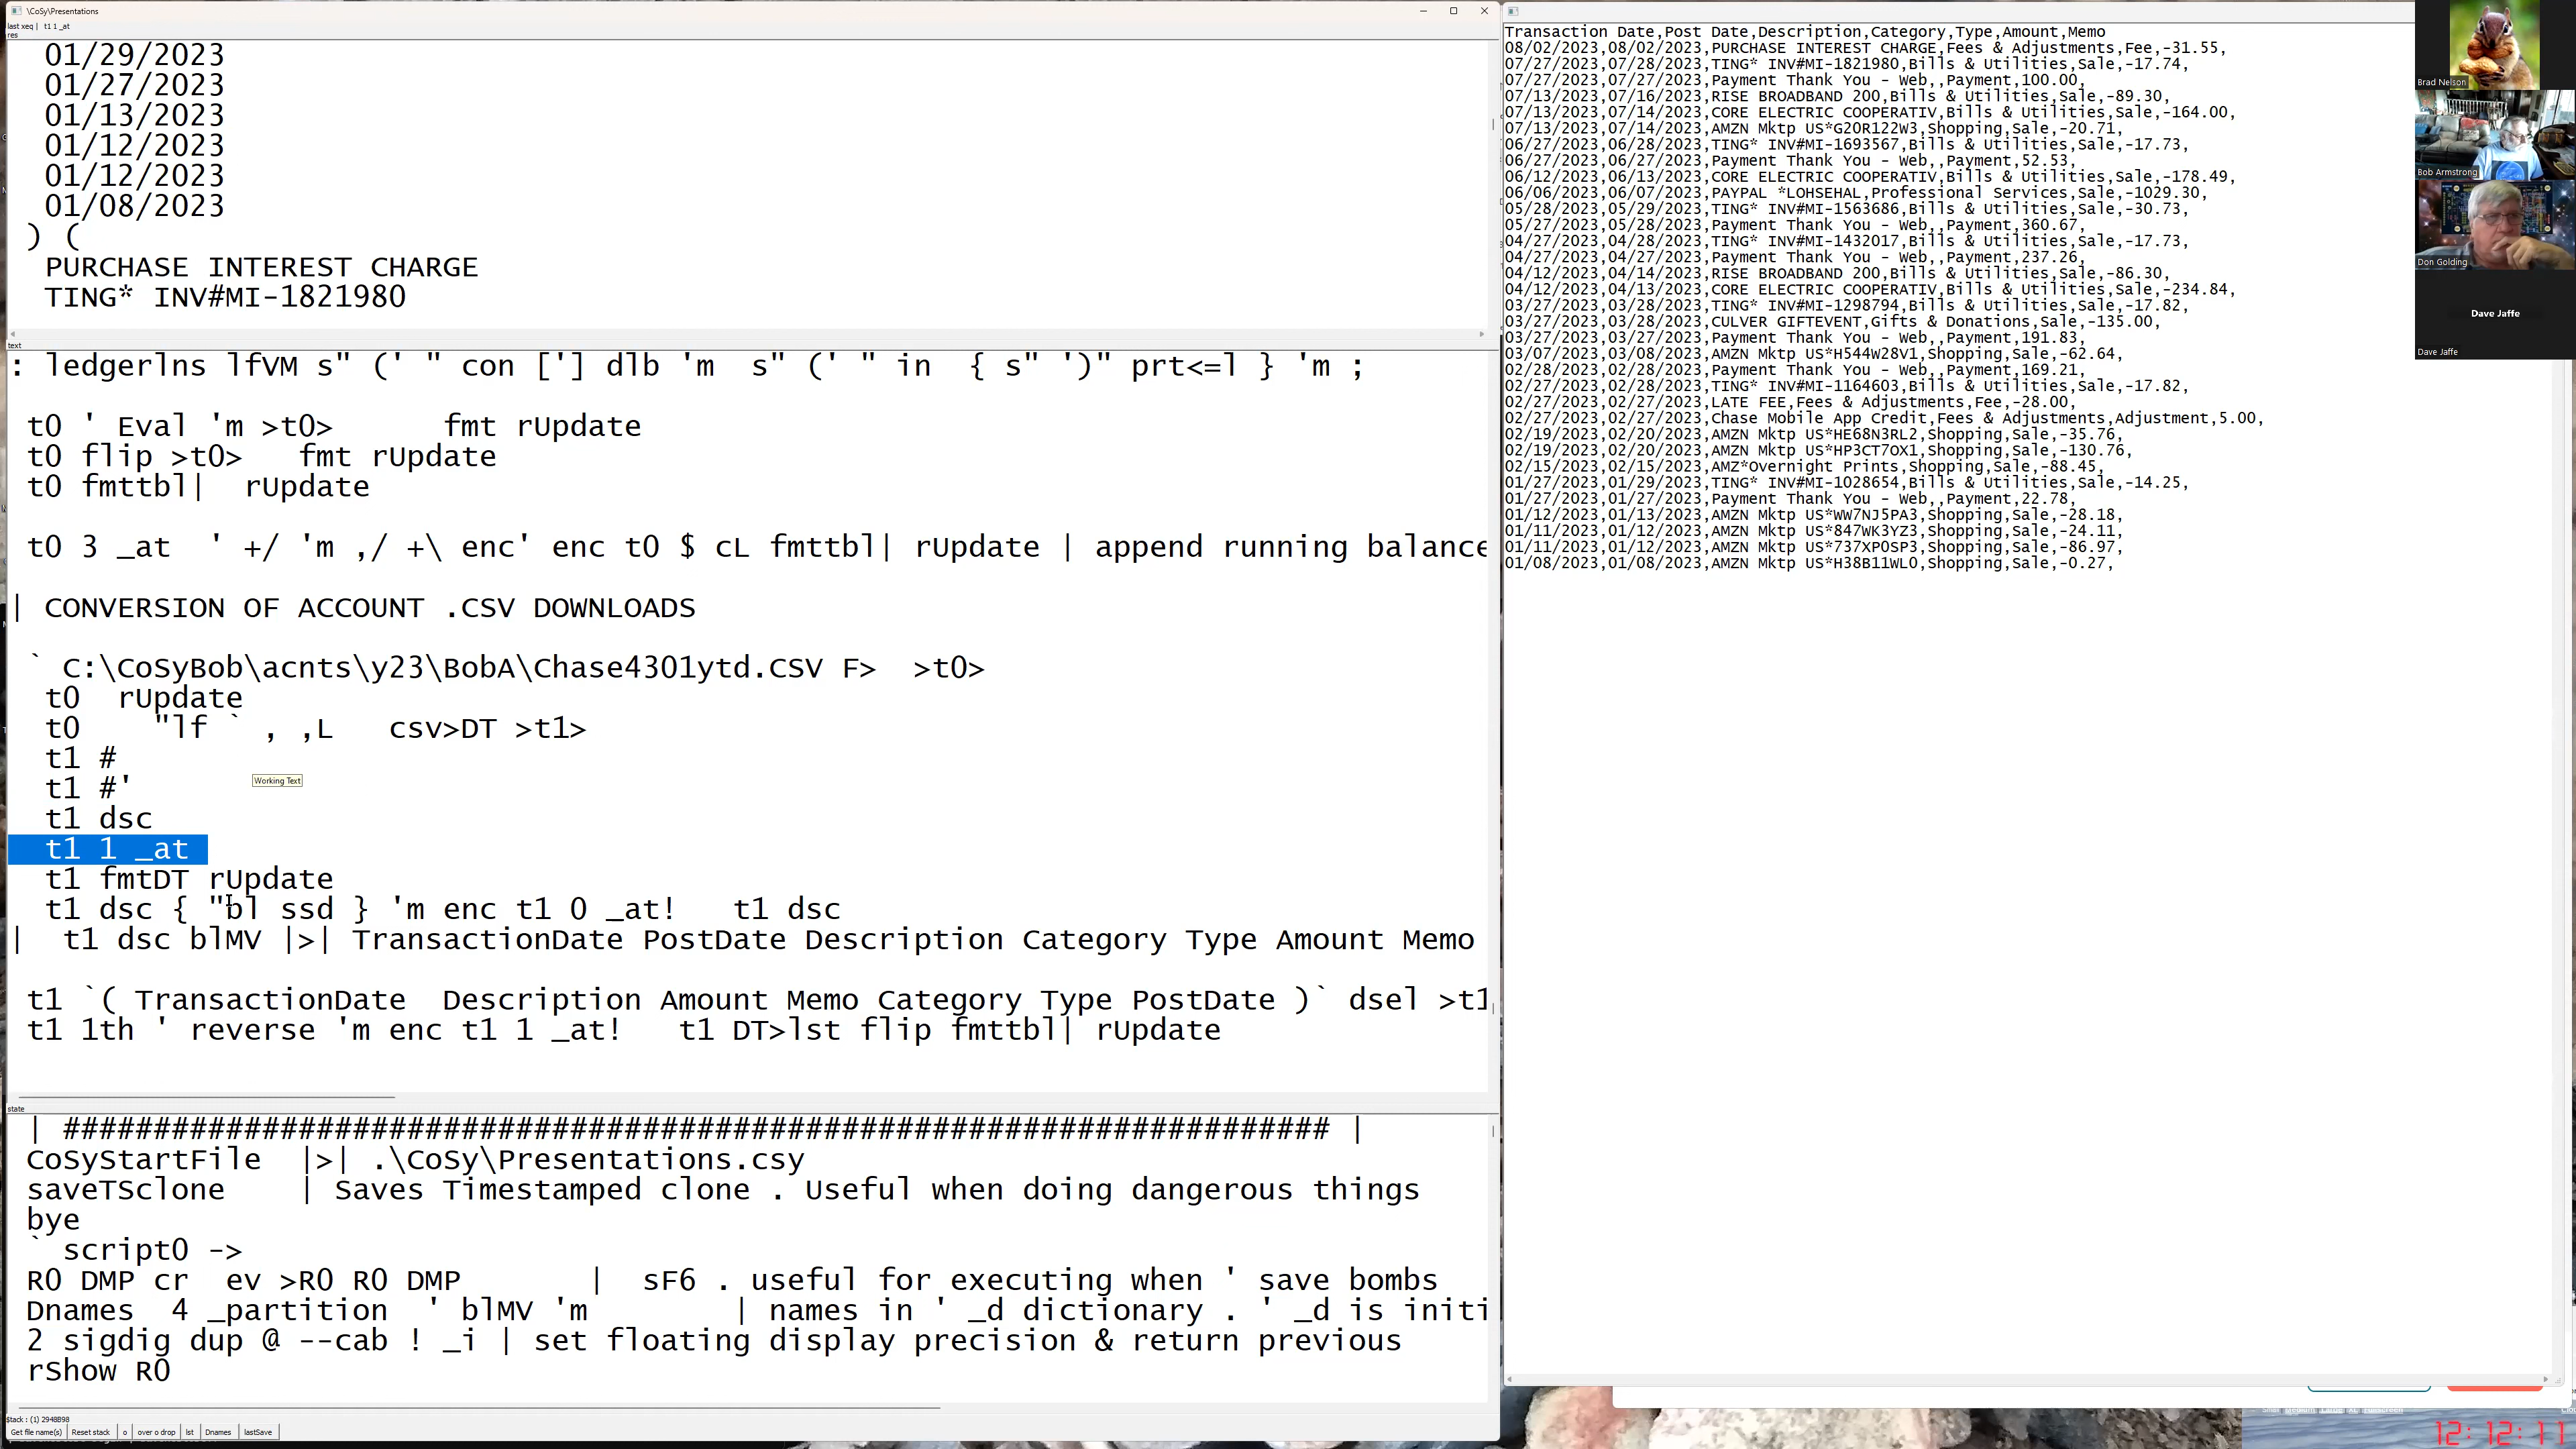 \CoSy\Presentations
last xeq | t1 1 _at
res
01/29/2023
01/27/2023
01/13/2023
01/12/2023
01/12/2023
01/08/2023
) (
PURCHASE INTEREST CHARGE
TING* INV#MI-1821980
text
: ledgerlns lfVM s" (' " con ['] dlb 'm  s" (' " in  { s" ')" prt<=l } 'm ;
t0 ' Eval 'm >t0>      fmt rUpdate
t0 flip >t0>   fmt rUpdate
t0 fmttbl|  rUpdate
t0 3 _at  ' +/ 'm ,/ +\ enc' enc t0 $ cL fmttbl| rUpdate | append running balance
| CONVERSION OF ACCOUNT .CSV DOWNLOADS
` C:\CoSyBob\acnts\y23\BobA\Chase4301ytd.CSV F>  >t0>
t0  rUpdate
t0    "lf ` , ,L   csv>DT >t1>
t1 #
t1 #'
Working Text
t1 dsc
t1 1 _at
t1 fmtDT rUpdate
t1 dsc { "bl ssd } 'm enc t1 0 _at!   t1 dsc
|  t1 dsc blMV |>| TransactionDate PostDate Description Category Type Amount Memo
t1 `( TransactionDate  Description Amount Memo Category Type PostDate )` dsel >t1
t1 1th ' reverse 'm enc t1 1 _at!   t1 DT>lst flip fmttbl| rUpdate
state
| ###################################################################### |
CoSyStartFile  |>| .\CoSy\Presentations.csy
saveTSclone    | Saves Timestamped clone . Useful when doing dangerous things
bye
` script0 ->
R0 DMP cr  ev >R0 R0 DMP       |  sF6 . useful for executing when ' save bombs
Dnames  4 _partition  ' blMV 'm        | names in ' _d dictionary . ' _d is initi
2 sigdig dup @ --cab ! _i | set floating display precision & return previous
rShow R0
Stack : (1) 2948B98
Get file name(s)  Reset stack  o  over o drop  lst  Dnames  lastSave
Transaction Date,Post Date,Description,Category,Type,Amount,Memo
08/02/2023,08/02/2023,PURCHASE INTEREST CHARGE,Fees & Adjustments,Fee,-31.55,
07/27/2023,07/28/2023,TING* INV#MI-1821980,Bills & Utilities,Sale,-17.74,
07/27/2023,07/27/2023,Payment Thank You - Web,,Payment,100.00,
07/13/2023,07/16/2023,RISE BROADBAND 200,Bills & Utilities,Sale,-89.30,
07/13/2023,07/14/2023,CORE ELECTRIC COOPERATIV,Bills & Utilities,Sale,-164.00,
07/13/2023,07/14/2023,AMZN Mktp US*G20R122W3,Shopping,Sale,-20.71,
06/27/2023,06/28/2023,TING* INV#MI-1693567,Bills & Utilities,Sale,-17.73,
06/27/2023,06/27/2023,Payment Thank You - Web,,Payment,52.53,
06/12/2023,06/13/2023,CORE ELECTRIC COOPERATIV,Bills & Utilities,Sale,-178.49,
06/06/2023,06/07/2023,PAYPAL *LOHSEHAL,Professional Services,Sale,-1029.30,
05/28/2023,05/29/2023,TING* INV#MI-1563686,Bills & Utilities,Sale,-30.73,
05/27/2023,05/28/2023,Payment Thank You - Web,,Payment,360.67,
04/27/2023,04/28/2023,TING* INV#MI-1432017,Bills & Utilities,Sale,-17.73,
04/27/2023,04/27/2023,Payment Thank You - Web,,Payment,237.26,
04/12/2023,04/14/2023,RISE BROADBAND 200,Bills & Utilities,Sale,-86.30,
04/12/2023,04/13/2023,CORE ELECTRIC COOPERATIV,Bills & Utilities,Sale,-234.84,
03/27/2023,03/28/2023,TING* INV#MI-1298794,Bills & Utilities,Sale,-17.82,
03/27/2023,03/28/2023,CULVER GIFTEVENT,Gifts & Donations,Sale,-135.00,
03/27/2023,03/27/2023,Payment Thank You - Web,,Payment,191.83,
03/07/2023,03/08/2023,AMZN Mktp US*H544W28V1,Shopping,Sale,-62.64,
02/28/2023,02/28/2023,Payment Thank You - Web,,Payment,169.21,
02/27/2023,02/28/2023,TING* INV#MI-1164603,Bills & Utilities,Sale,-17.82,
02/27/2023,02/27/2023,LATE FEE,Fees & Adjustments,Fee,-28.00,
02/27/2023,02/27/2023,Chase Mobile App Credit,Fees & Adjustments,Adjustment,5.00,
02/19/2023,02/20/2023,AMZN Mktp US*HE68N3RL2,Shopping,Sale,-35.76,
02/19/2023,02/20/2023,AMZN Mktp US*HP3CT7OX1,Shopping,Sale,-130.76,
02/15/2023,02/15/2023,AMZ*Overnight Prints,Shopping,Sale,-88.45,
01/27/2023,01/29/2023,TING* INV#MI-1028654,Bills & Utilities,Sale,-14.25,
01/27/2023,01/27/2023,Payment Thank You - Web,,Payment,22.78,
01/12/2023,01/13/2023,AMZN Mktp US*WW7NJ5PA3,Shopping,Sale,-28.18,
01/11/2023,01/12/2023,AMZN Mktp US*847WK3YZ3,Shopping,Sale,-24.11,
01/11/2023,01/12/2023,AMZN Mktp US*737XP0SP3,Shopping,Sale,-86.97,
01/08/2023,01/08/2023,AMZN Mktp US*H38B11WL0,Shopping,Sale,-0.27,
Brad Nelson
Bob Armstrong
Don Golding
Dave Jaffe
Dave Jaffe
12:12:11